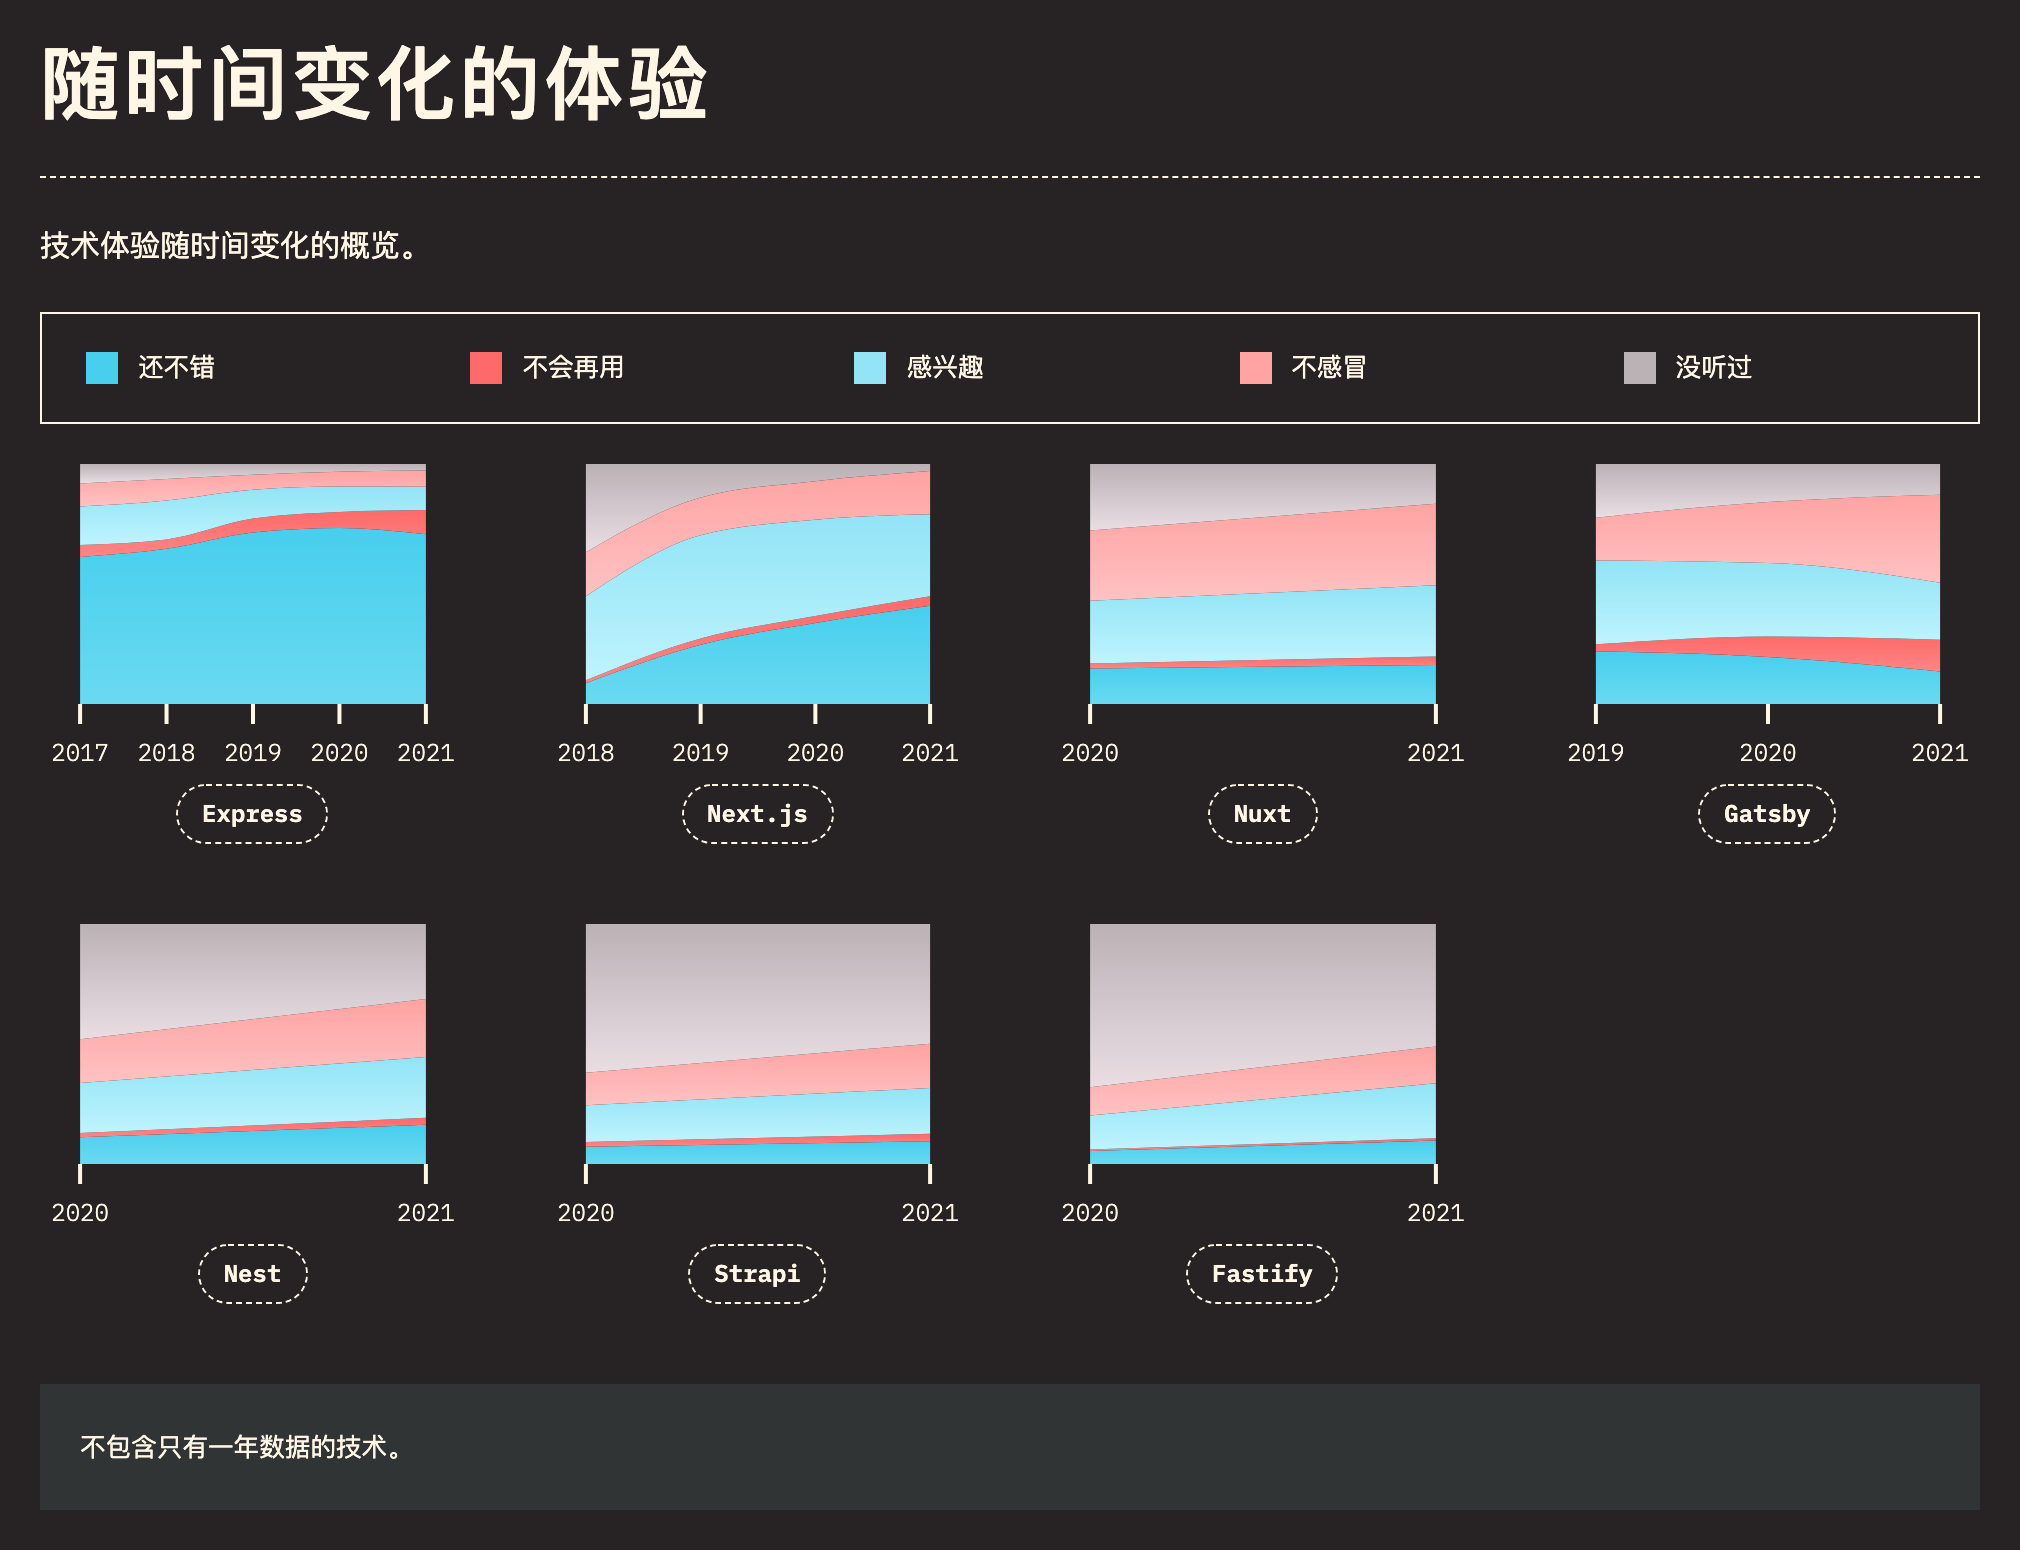 随时间变化的体验
技术体验随时间变化的概览。
还不错 不会再用 感兴趣 不感冒 没听过
2017 2018 2019 2020 2021
Express
2018 2019 2020 2021
Next.js
2020 2021
Nuxt
2019 2020 2021
Gatsby
2020 2021
Nest
2020 2021
Strapi
2020 2021
Fastify
不包含只有一年数据的技术。